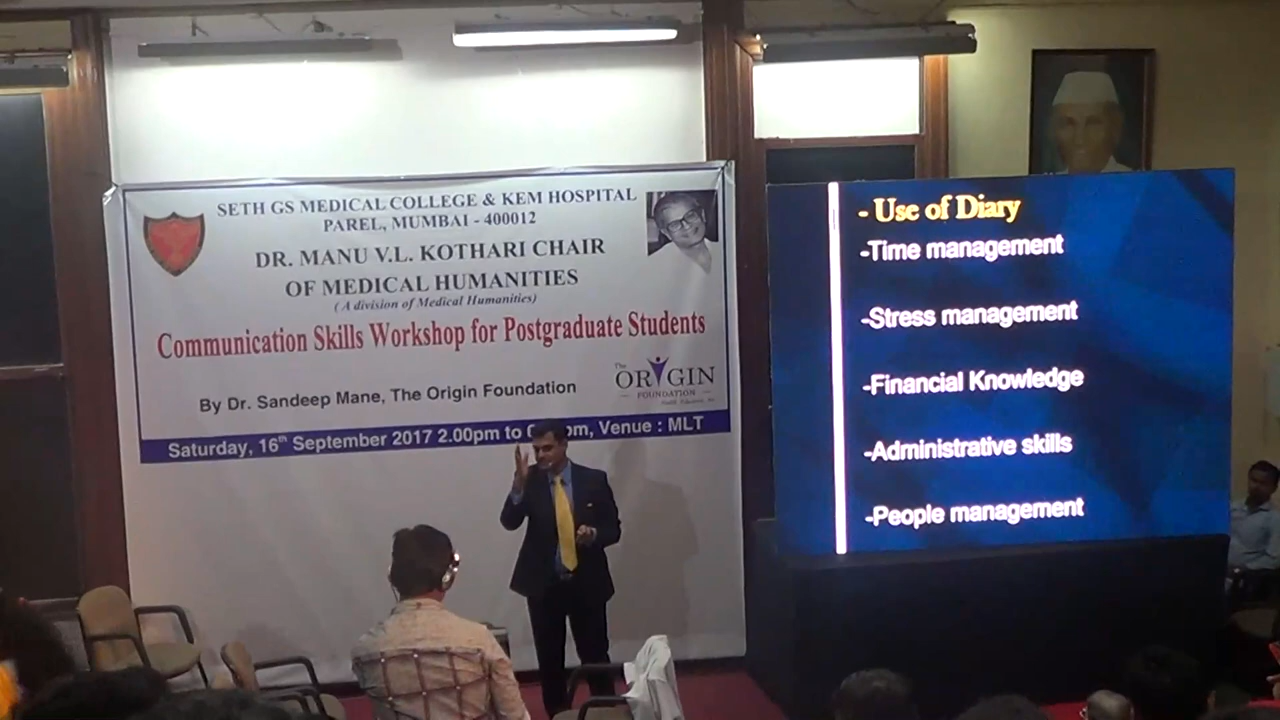 SETH GS MEDICAL COLLEGE & KEM HOSPITAL
PAREL, MUMBAI - 400012
DR. MANU V.L. KOTHARI CHAIR
OF MEDICAL HUMANITIES
(A division of Medical Humanities)
Communication Skills Workshop for Postgraduate Students
By Dr. Sandeep Mane, The Origin Foundation
The
ORIGIN
FOUNDATION
Saturday, 16th September 2017 2.00pm to Venue : MLT
- Use of Diary
-Time management
-Stress management
-Financial Knowledge
-Administrative skills
-People management